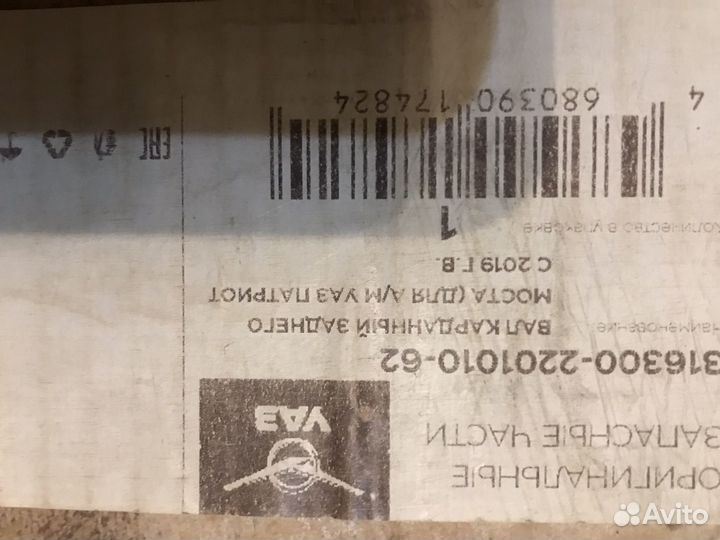 ОРИГИНАЛЬНЫЕ
ЗАПАСНЫЕ ЧАСТИ
УАЗ
316300-2201010-62
Наименование:
ВАЛ КАРДАННЫЙ ЗАДНЕГО
МОСТА (ДЛЯ А/М УАЗ ПАТРИОТ
С 2019 Г.В.
Количество в упаковке
1
4 680390 174824
EAC
Avito